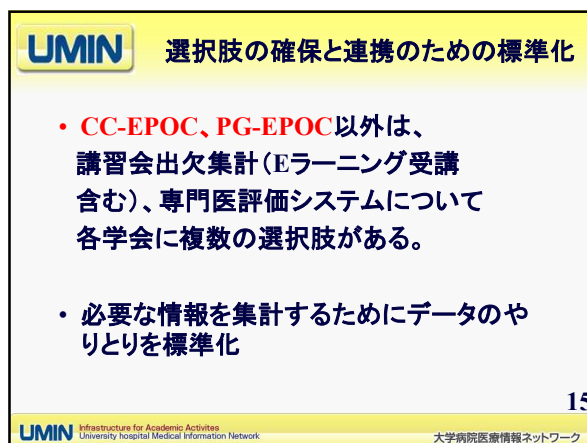 UMIN 選択肢の確保と連携のための標準化
・CC-EPOC、PG-EPOC以外は、
講習会出欠集計（Eラーニング受講
含む）、専門医評価システムについて
各学会に複数の選択肢がある。
・必要な情報を集計するためにデータのや
りとりを標準化
15
UMIN Infrastructure for Academic Activites
University hospital Medical Information Network
大学病院医療情報ネットワーク